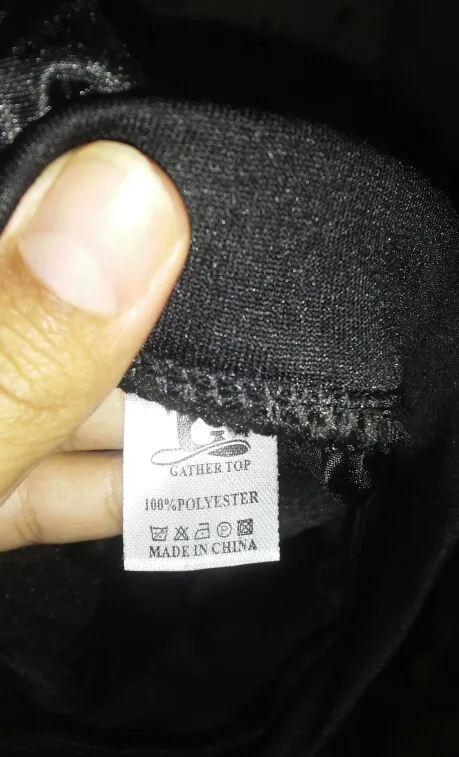 GATHER TOP
100%POLYESTER
MADE IN CHINA